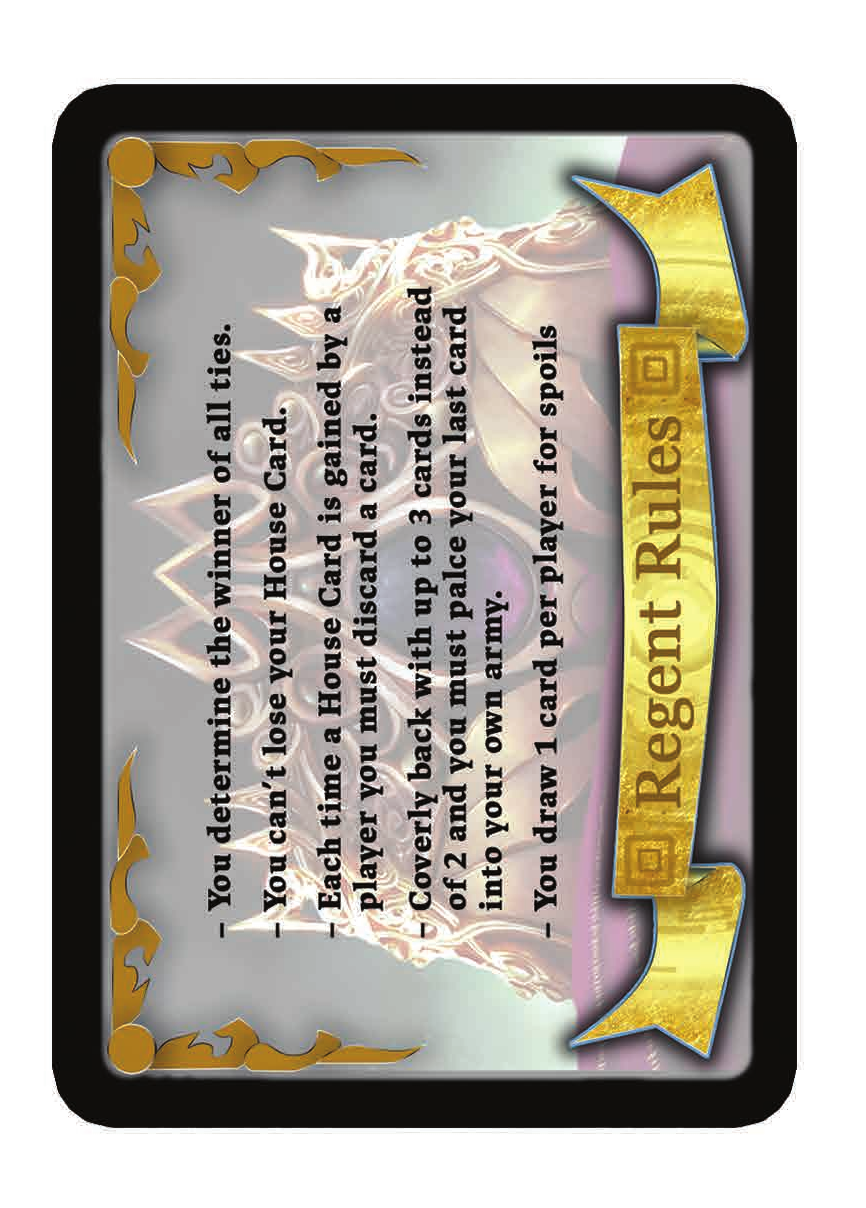 – You determine the winner of all ties.
– You can't lose your House Card.
– Each time a House Card is gained by a
player you must discard a card.
– Coverly back with up to 3 cards instead
of 2 and you must palce your last card
into your own army.
– You draw 1 card per player for spoils
Regent Rules